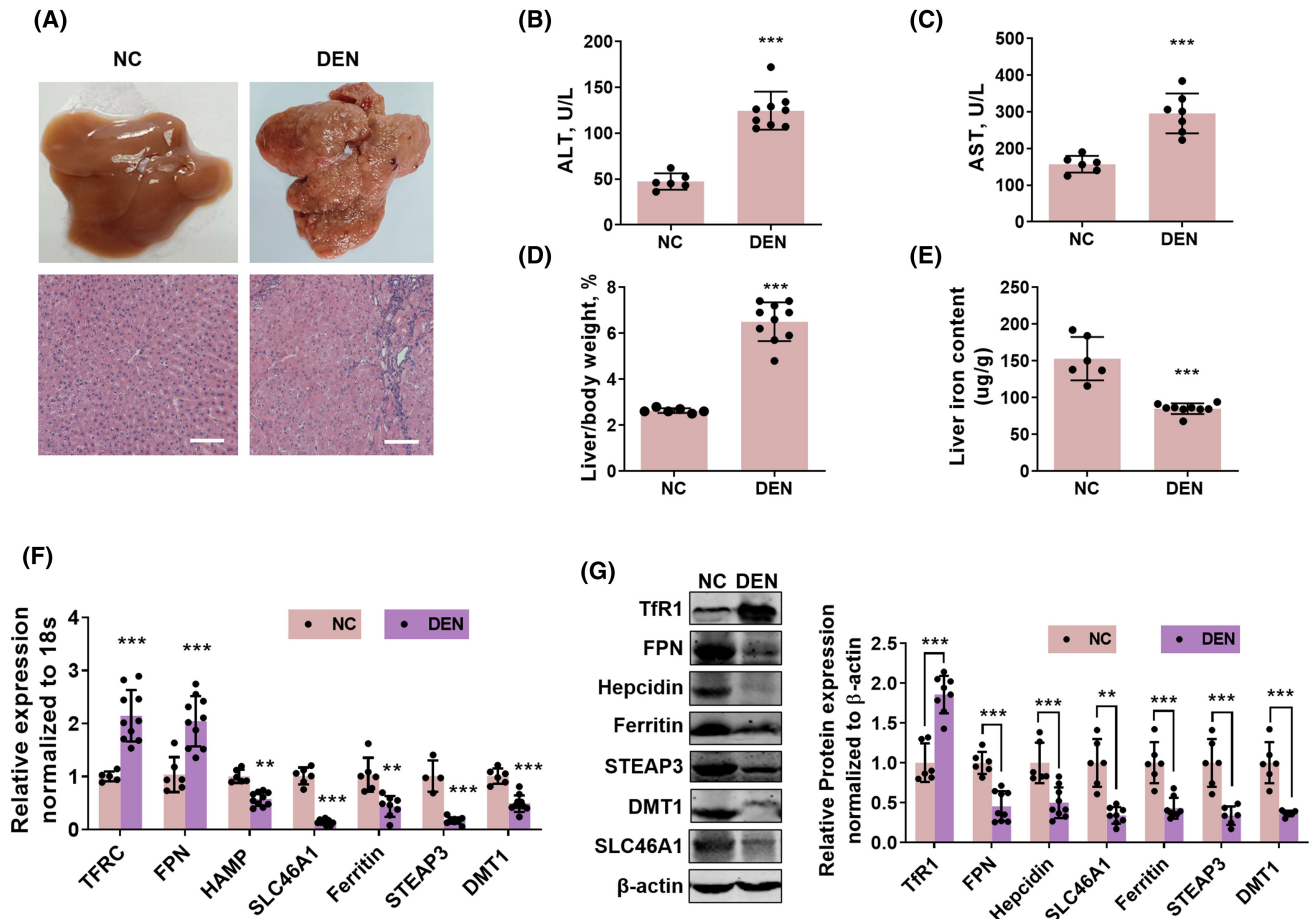 (A)
NC
DEN
(B)
ALT, U/L
200
150
100
50
0
***
NC
DEN
(C)
AST, U/L
500
400
300
200
100
0
***
NC
DEN
(D)
Liver/body weight, %
8
6
4
2
0
***
NC
DEN
(E)
Liver iron content
(ug/g)
250
200
150
100
50
0
***
NC
DEN
(F)
Relative expression
normalized to 18s
4
3
2
1
0
NC
DEN
***
***
**
***
**
***
***
TFRC
FPN
HAMP
SLC46A1
Ferritin
STEAP3
DMT1
(G)
NC DEN
TfR1
FPN
Hepcidin
Ferritin
STEAP3
DMT1
SLC46A1
β-actin
Relative Protein expression
normalized to β-actin
2.5
2.0
1.5
1.0
0.5
0.0
NC
DEN
***
***
***
**
***
***
***
TfR1
FPN
Hepcidin
SLC46A1
Ferritin
STEAP3
DMT1